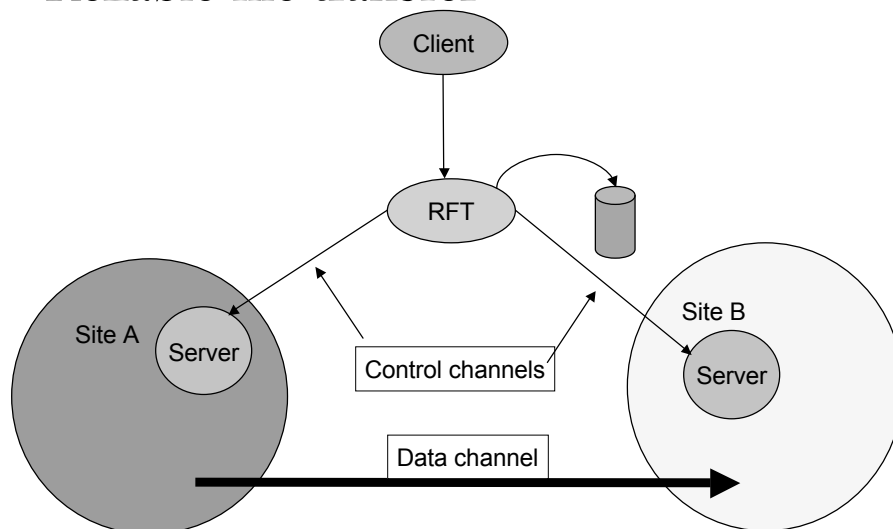 Client
RFT
Site A
Server
Site B
Server
Control channels
Data channel